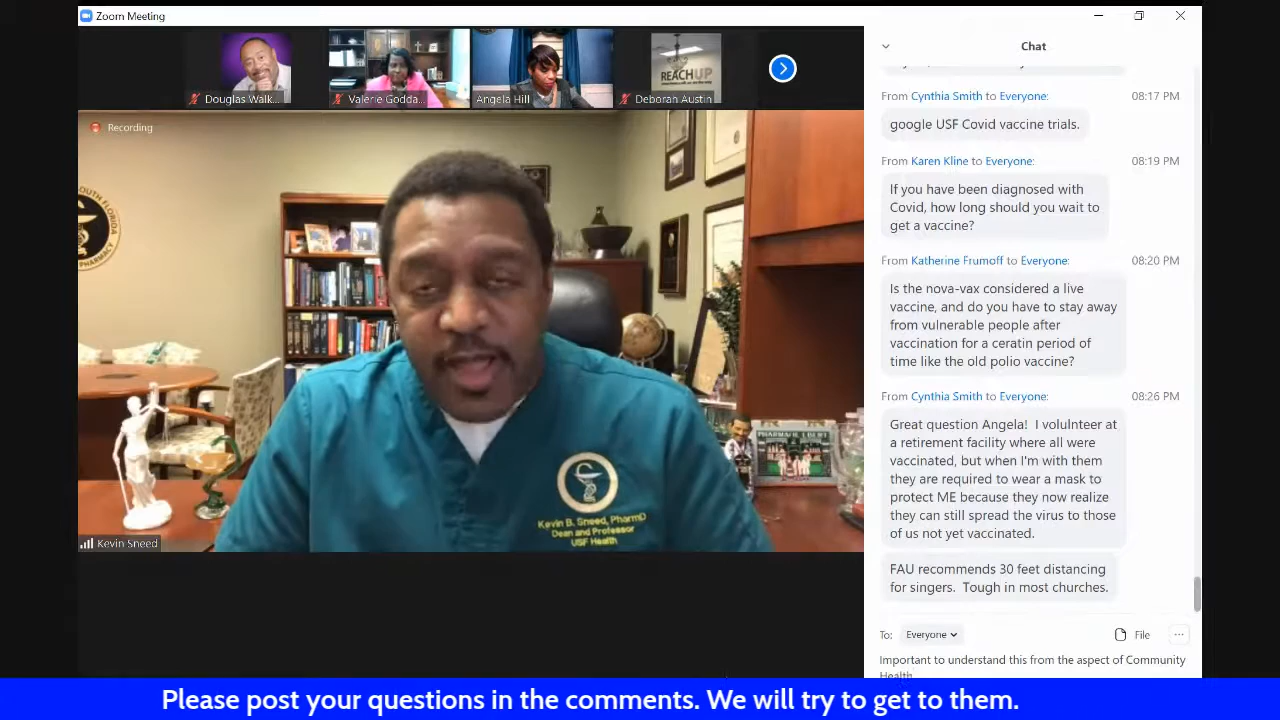 Zoom Meeting
Douglas Walk...
Valerie Godda...
Angela Hill
REACHUP
Deborah Austin
Recording
SOUTH FLORIDA
PHARMACY
PHARMACIE
Kevin B. Sneed, PharmD
Dean and Professor
USF Health
Kevin Sneed
Chat
From Cynthia Smith to Everyone: 08:17 PM
google USF Covid vaccine trials.
From Karen Kline to Everyone: 08:19 PM
If you have been diagnosed with
Covid, how long should you wait to
get a vaccine?
From Katherine Frumoff to Everyone: 08:20 PM
Is the nova-vax considered a live
vaccine, and do you have to stay away
from vulnerable people after
vaccination for a ceratin period of
time like the old polio vaccine?
From Cynthia Smith to Everyone: 08:26 PM
Great question Angela! I volulnteer at
a retirement facility where all were
vaccinated, but when I'm with them
they are required to wear a mask to
protect ME because they now realize
they can still spread the virus to those
of us not yet vaccinated.
FAU recommends 30 feet distancing
for singers. Tough in most churches.
To: Everyone File ...
Important to understand this from the aspect of Community
Health
Please post your questions in the comments. We will try to get to them.